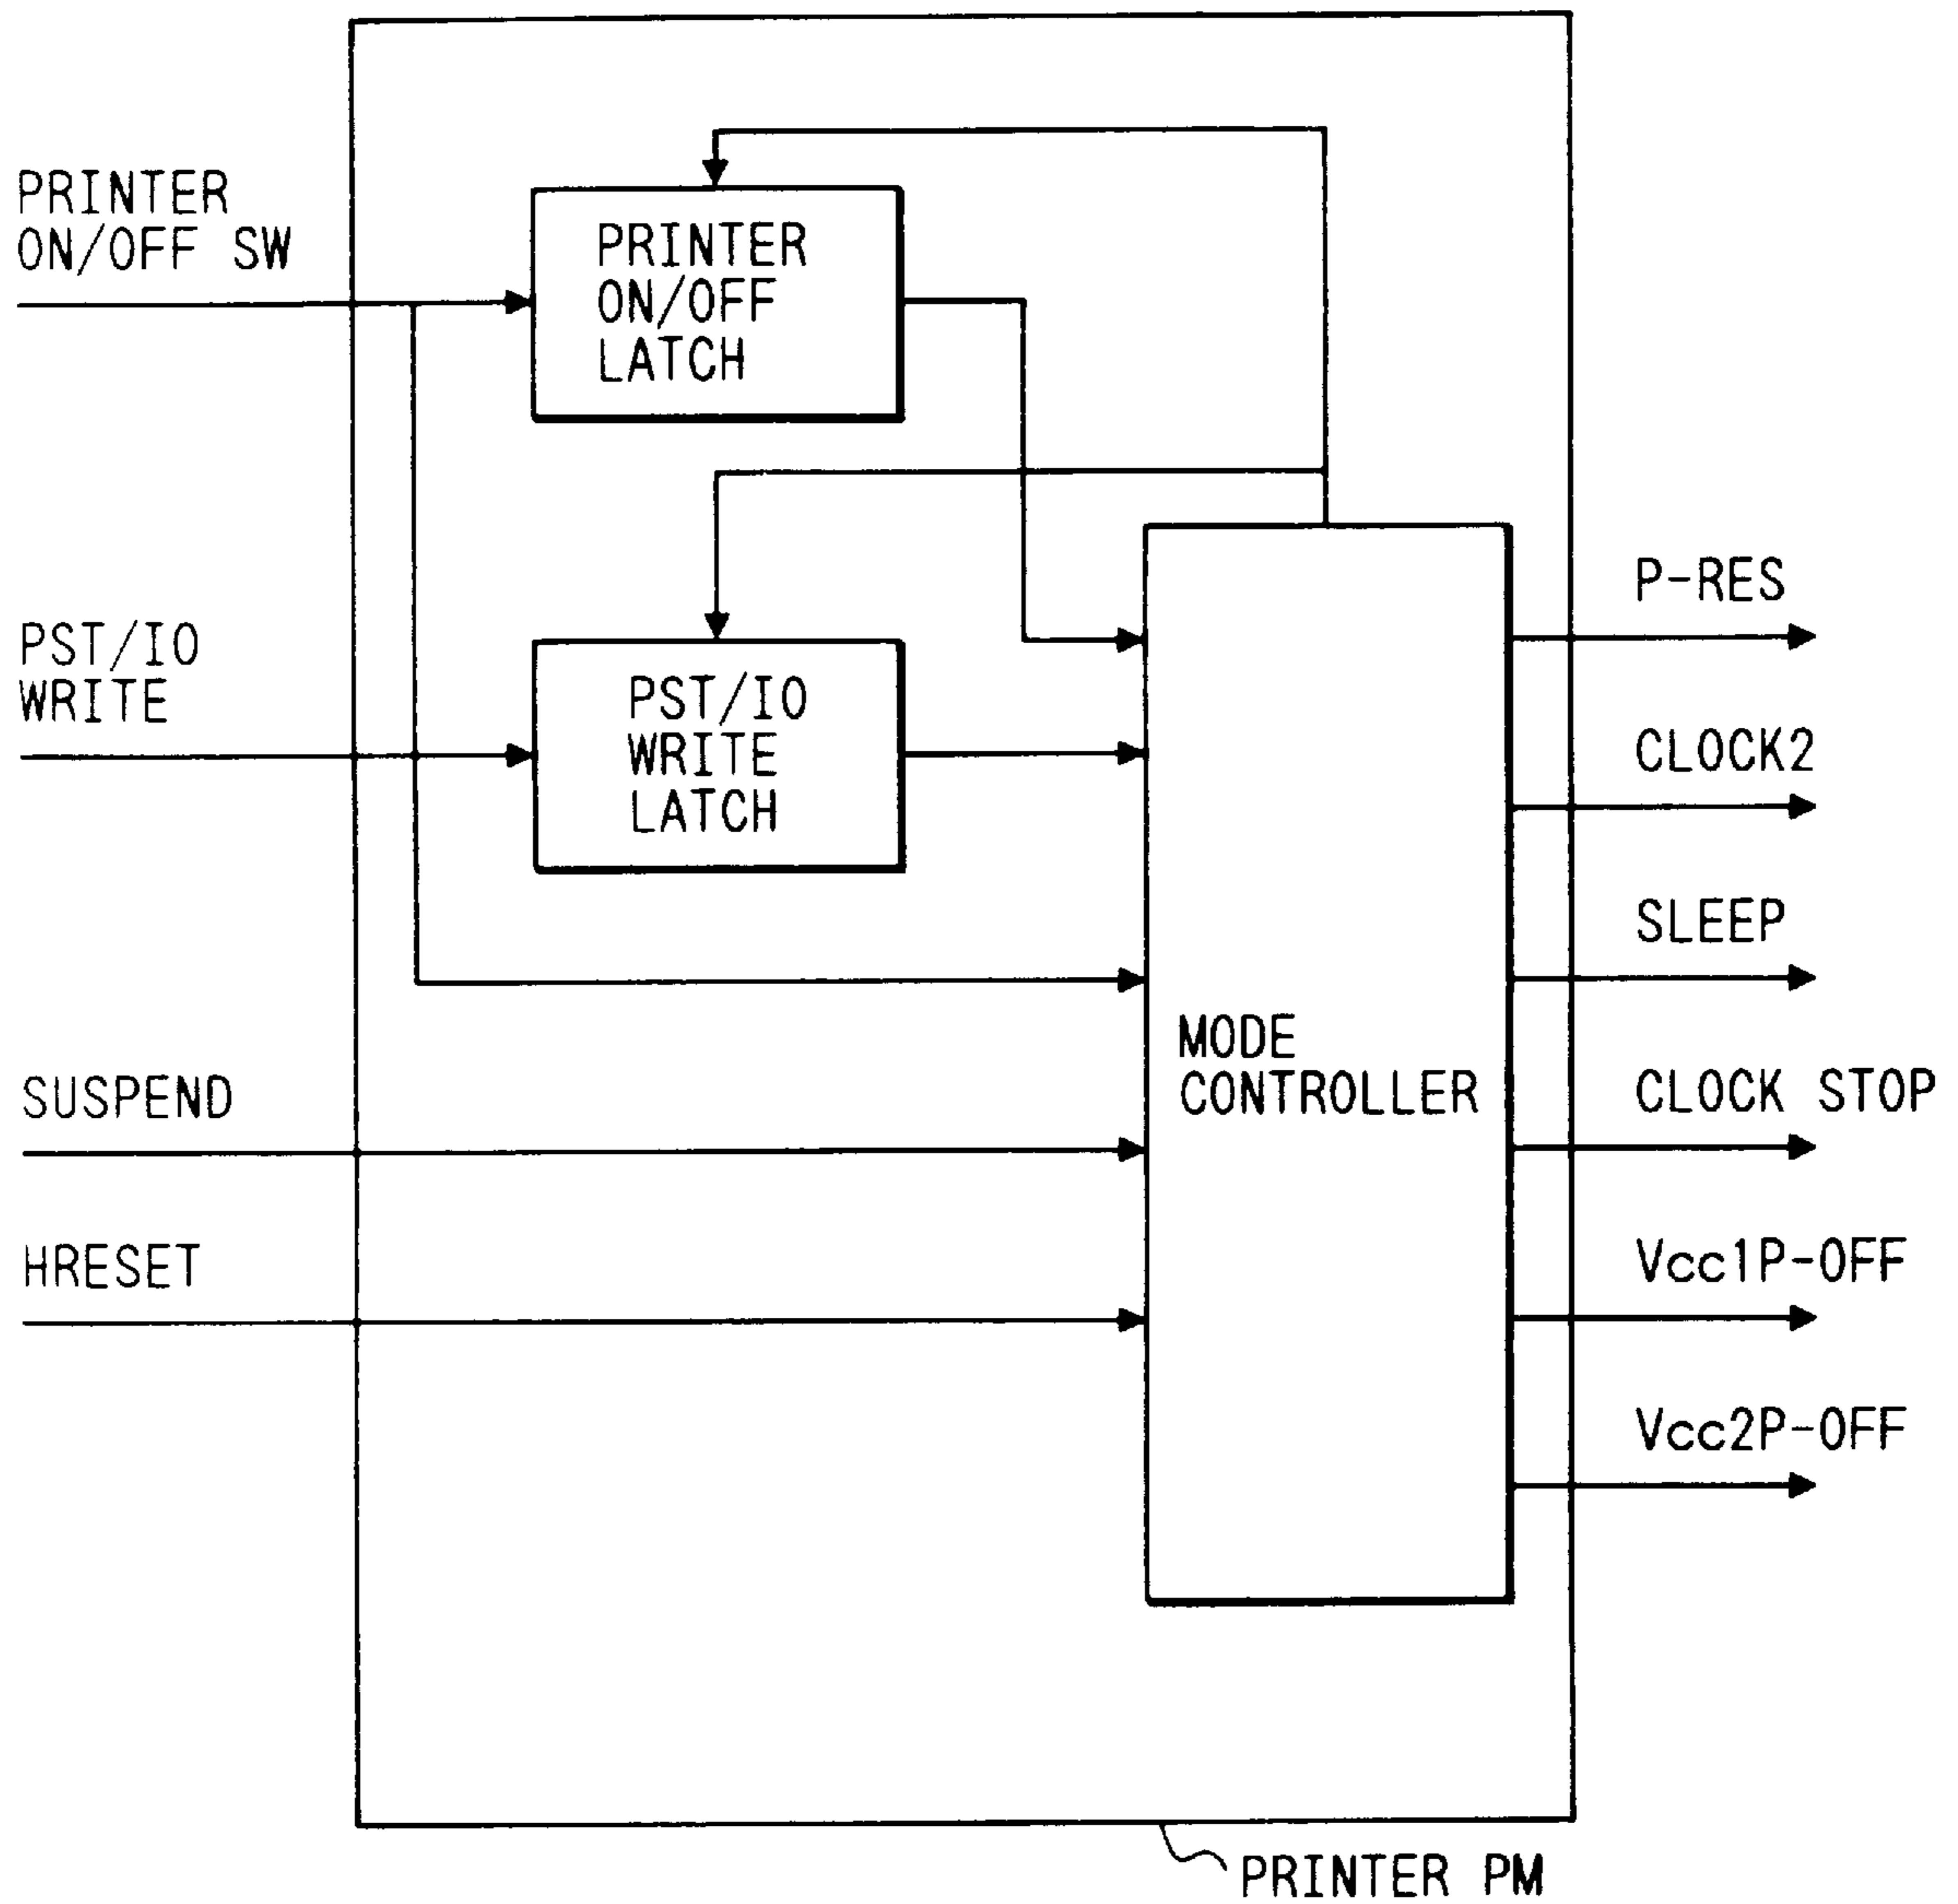 PRINTER
ON/OFF SW
PRINTER
ON/OFF
LATCH
PST/IO
WRITE
PST/IO
WRITE
LATCH
SUSPEND
HRESET
MODE
CONTROLLER
P-RES
CLOCK2
SLEEP
CLOCK STOP
Vcc1P-OFF
Vcc2P-OFF
PRINTER PM